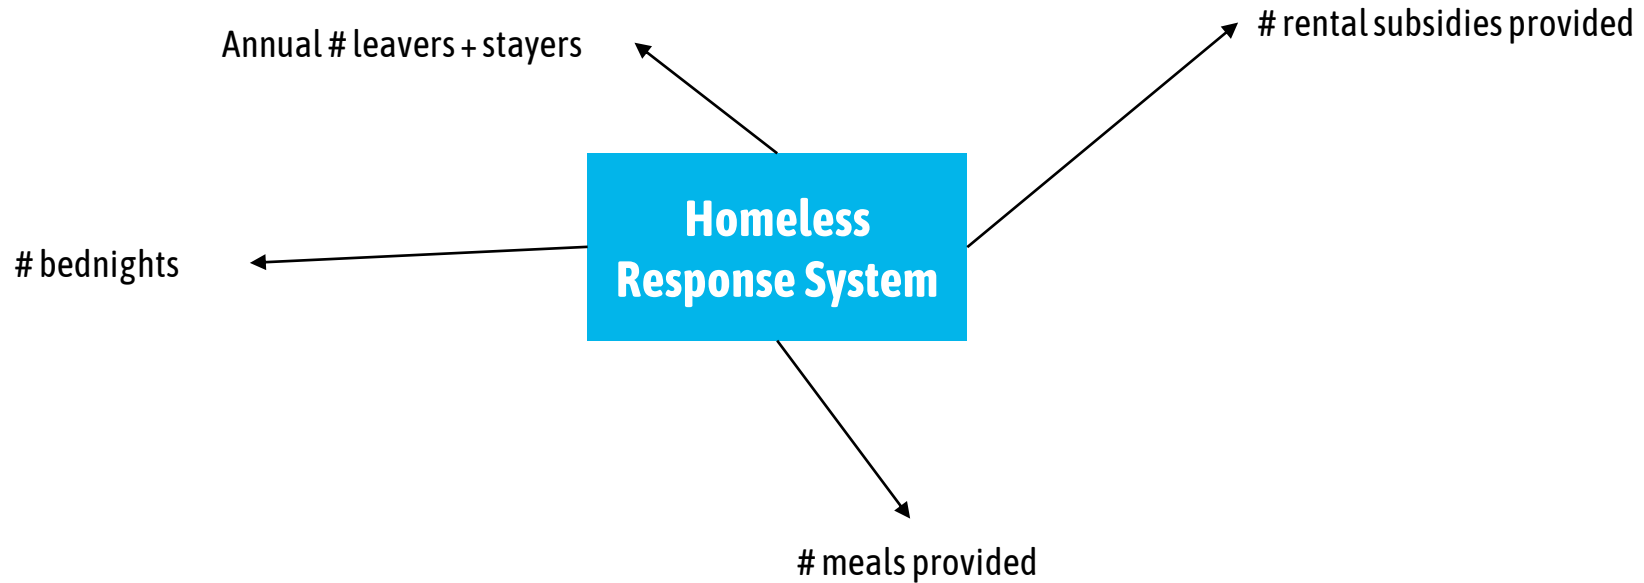 # rental subsidies provided
Annual # leavers + stayers
Homeless
Response System
# bednights
# meals provided